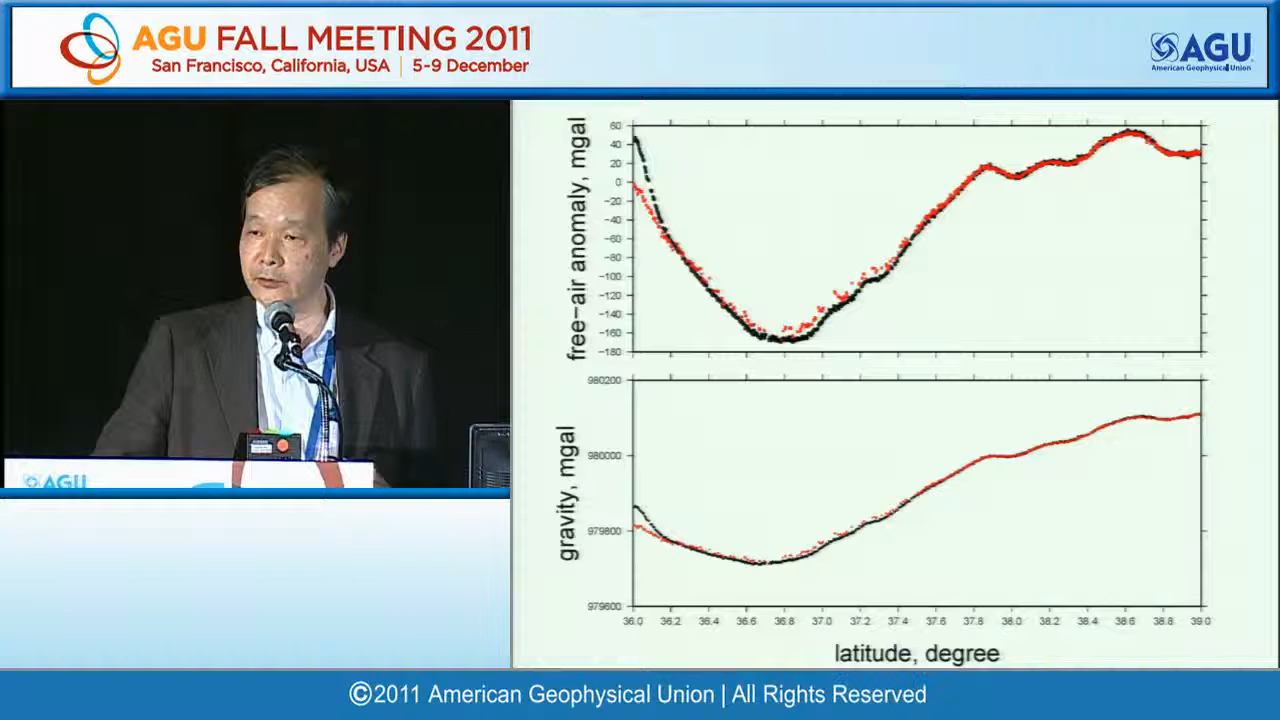 AGU FALL MEETING 2011
San Francisco, California, USA | 5-9 December
AGU
American Geophysical Union
AGU
free-air anomaly, mgal
60
40
20
0
-20
-40
-60
-80
-100
-120
-140
-160
-180
gravity, mgal
980200
980000
979800
979600
36.0 36.2 36.4 36.6 36.8 37.0 37.2 37.4 37.6 37.8 38.0 38.2 38.4 38.6 38.8 39.0
latitude, degree
©2011 American Geophysical Union | All Rights Reserved